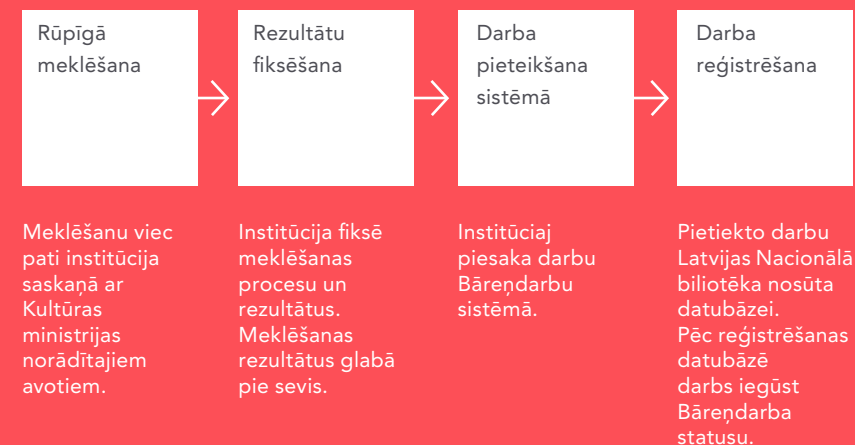 Rūpīgā
meklēšana
Rezultātu
fiksēšana
Darba
pieteikšana
sistēmā
Darba
reģistrēšana
Meklēšanu viec
pati institūcija
saskaņā ar
Kultūras
ministrijas
norādītajiem
avotiem.
Institūcija fiksē
meklēšanas
procesu un
rezultātus.
Meklēšanas
rezultātus glabā
pie sevis.
Institūciaj
piesaka darbu
Bāreņdarbu
sistēmā.
Pietiekto darbu
Latvijas Nacionālā
biliotēka nosūta
datubāzei.
Pēc reģistrēšanas
datubāzē
darbs iegūst
Bāreņdarba
statusu.